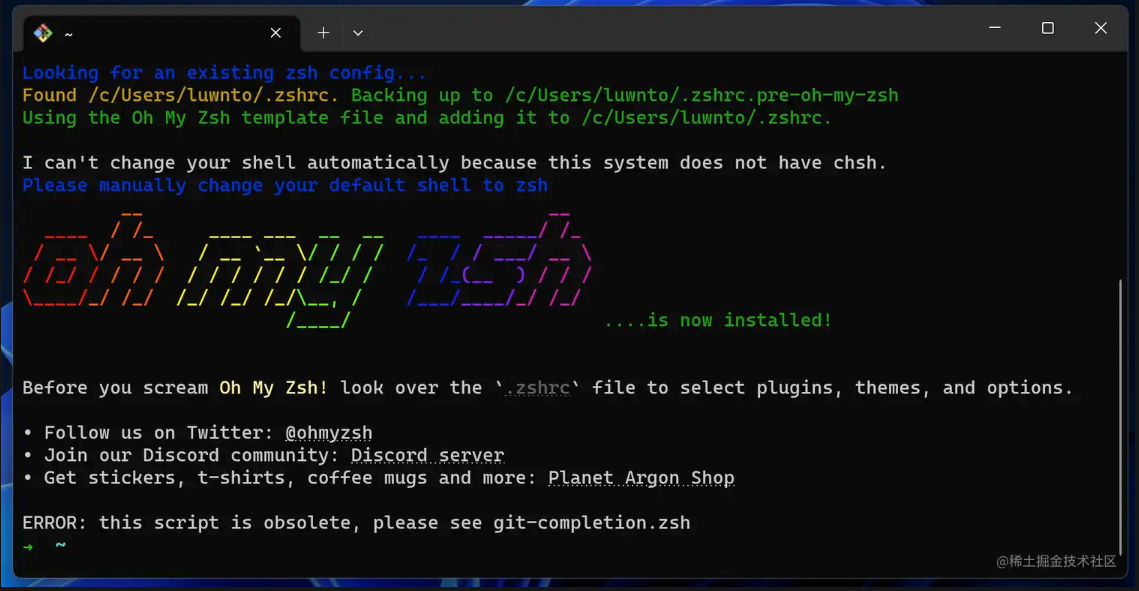 ~
Looking for an existing zsh config...
Found /c/Users/luwnto/.zshrc. Backing up to /c/Users/luwnto/.zshrc.pre-oh-my-zsh
Using the Oh My Zsh template file and adding it to /c/Users/luwnto/.zshrc.
I can't change your shell automatically because this system does not have chsh.
Please manually change your default shell to zsh
oh my zsh
....is now installed!
Before you scream Oh My Zsh! look over the `.zshrc` file to select plugins, themes, and options.
• Follow us on Twitter: @ohmyzsh
• Join our Discord community: Discord server
• Get stickers, t-shirts, coffee mugs and more: Planet Argon Shop
ERROR: this script is obsolete, please see git-completion.zsh
→ ~
@稀土掘金技术社区